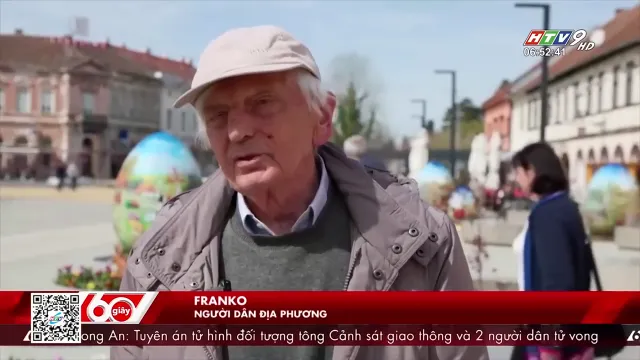 HTV9 HD
06:52:41
FRANKO
NGƯỜI DÂN ĐỊA PHƯƠNG
60 giây
ong An: Tuyên án tử hình đối tượng tông Cảnh sát giao thông và 2 người dân tử vong